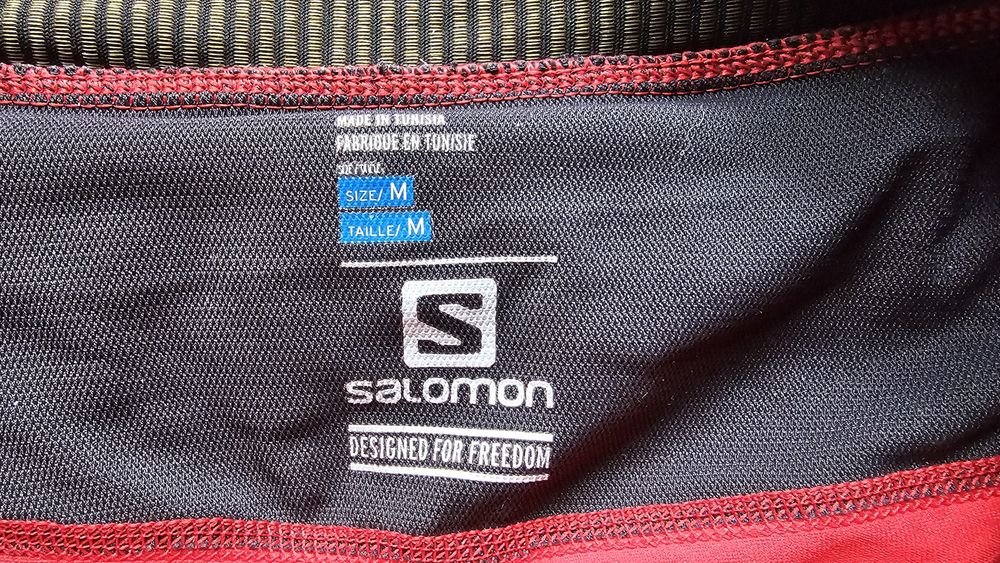 MADE IN TUNISIA
FABRIQUE EN TUNISIE
SIZE/ M
TAILLE/ M
S
SALOMON
DESIGNED FOR FREEDOM